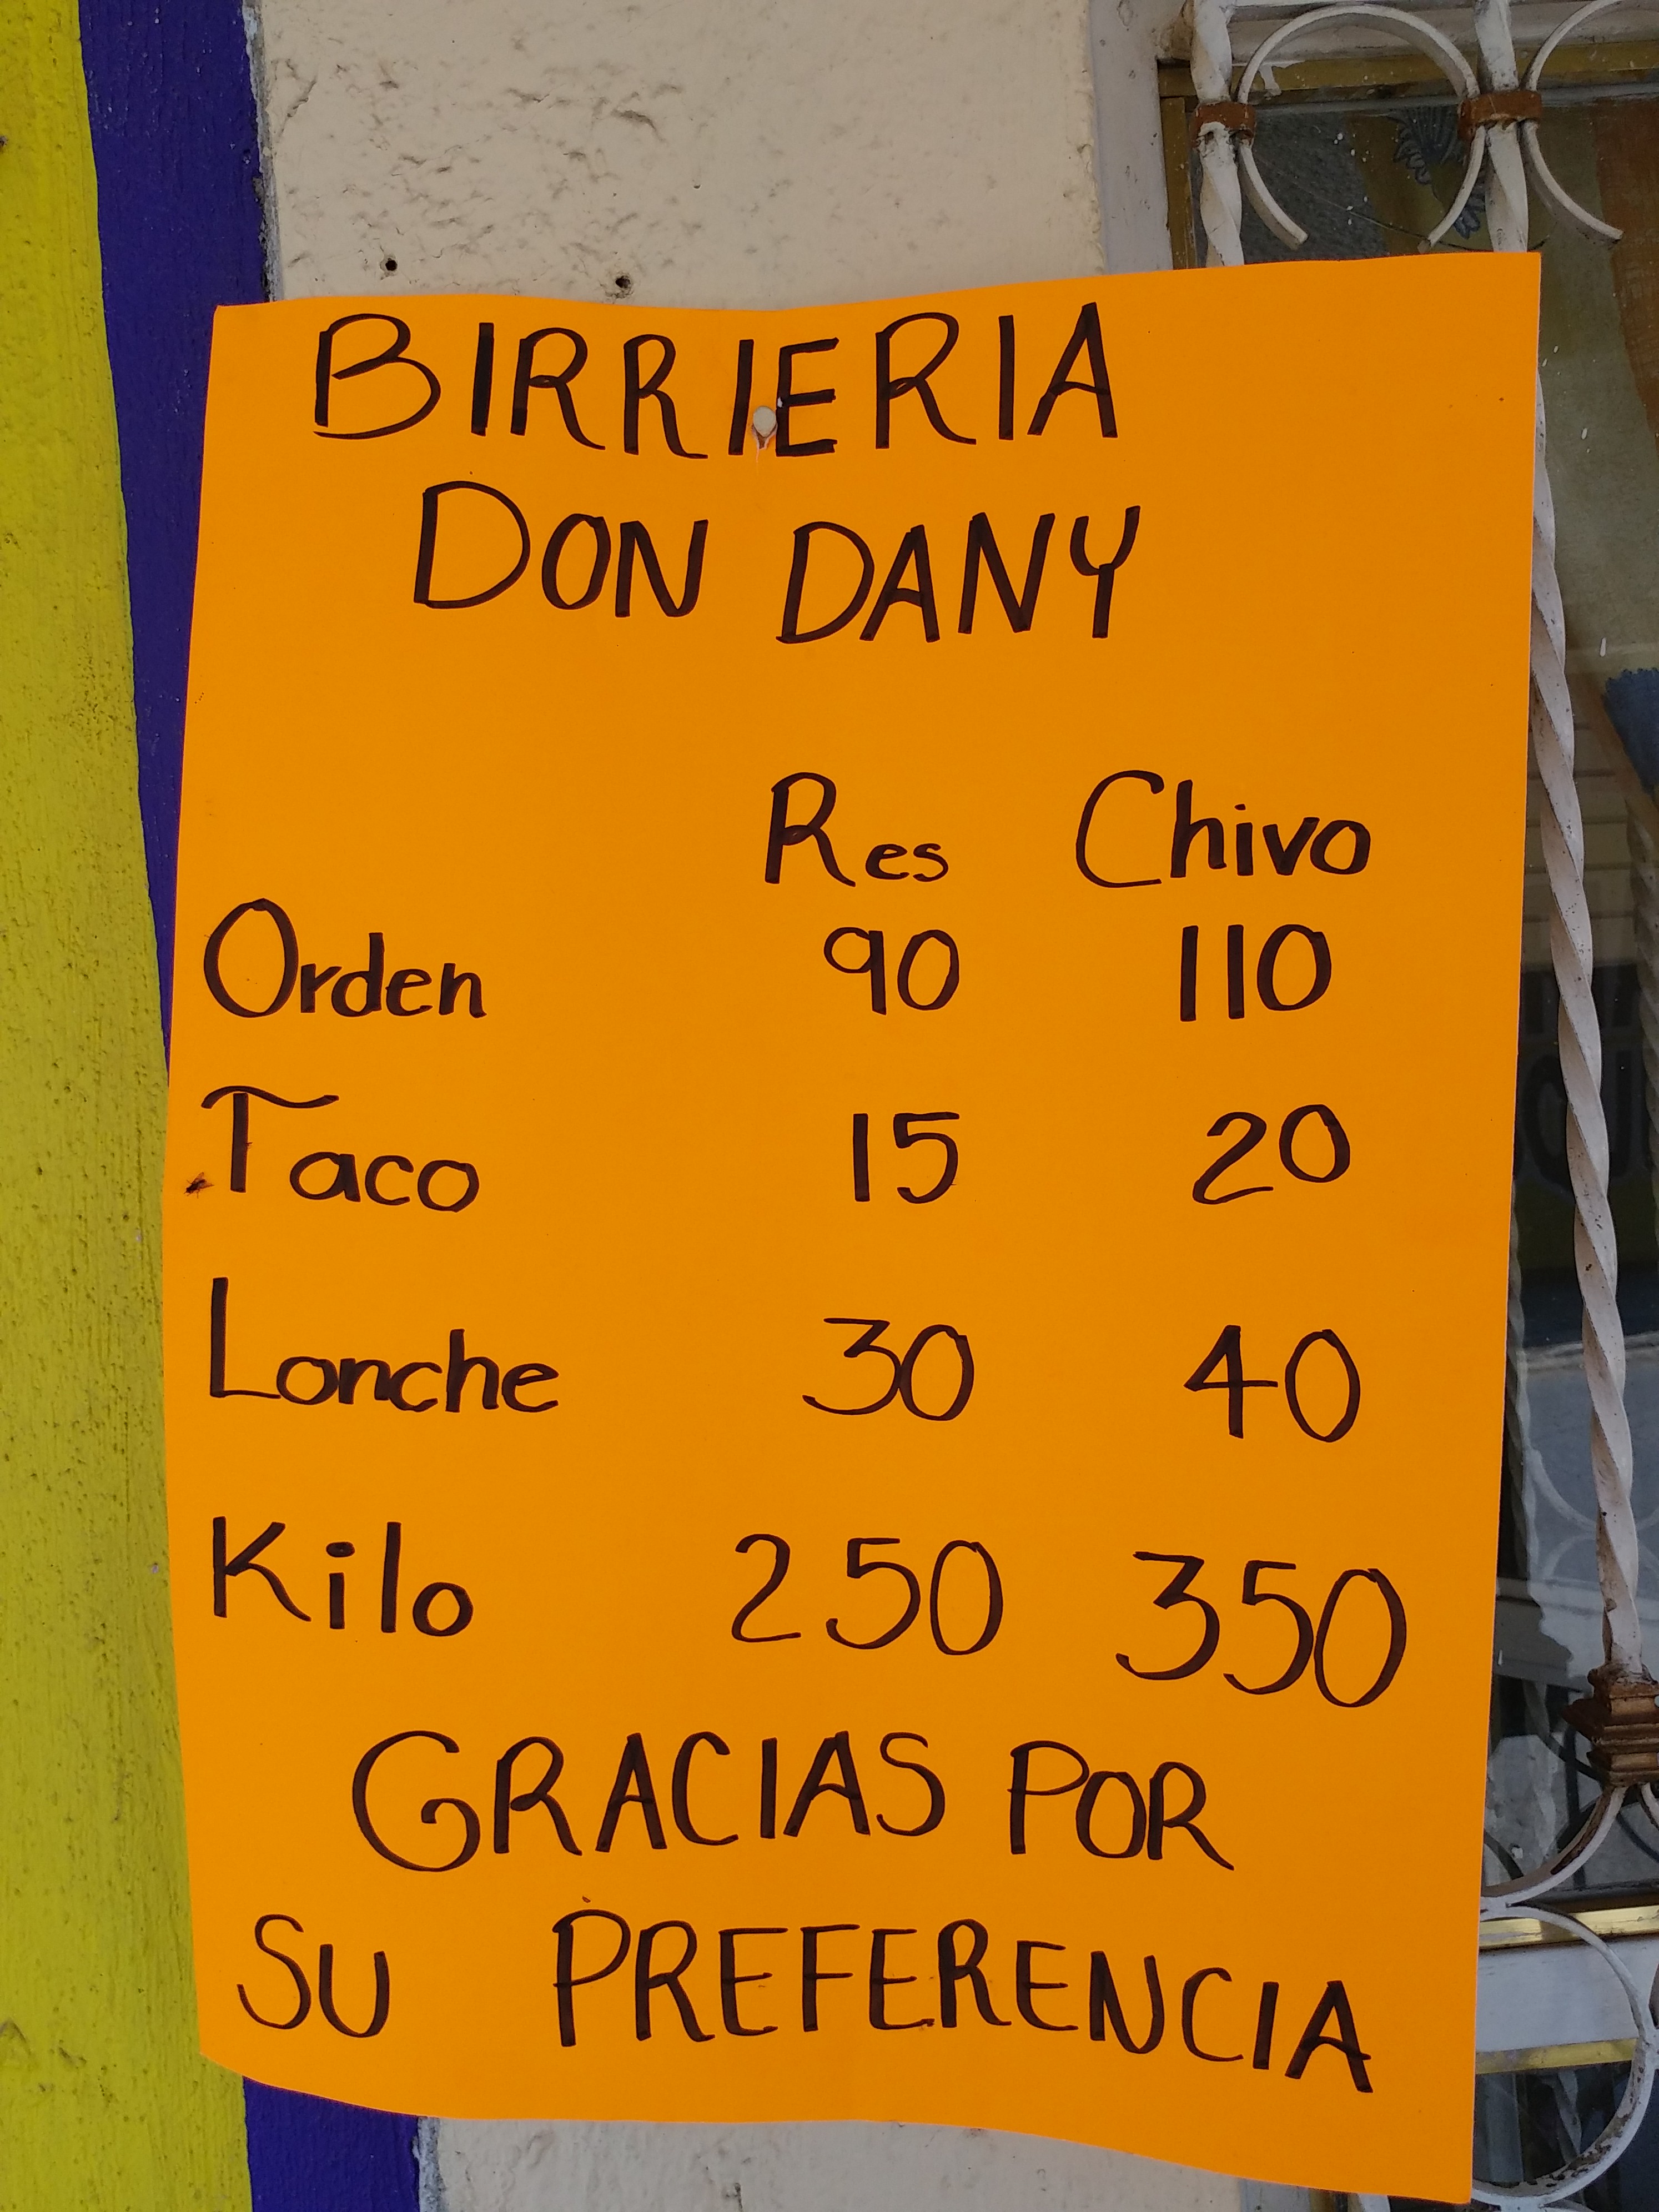 BIRRIERIA
DON DANY
Res Chivo
Orden 90 110
Taco 15 20
Lonche 30 40
Kilo 250 350
GRACIAS POR
SU PREFERENCIA